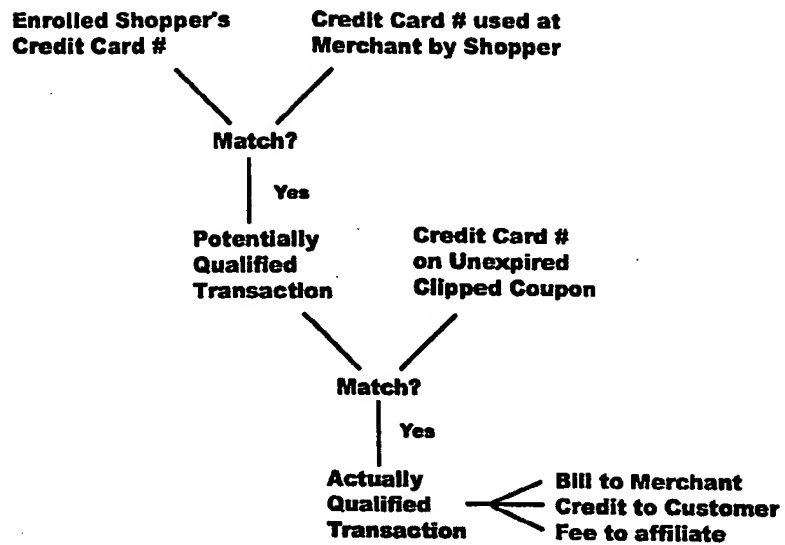 Enrolled Shopper's
Credit Card #
Credit Card # used at
Merchant by Shopper
Match?
Yes
Potentially
Qualified
Transaction
Credit Card #
on Unexpired
Clipped Coupon
Match?
Yes
Actually
Qualified
Transaction
Bill to Merchant
Credit to Customer
Fee to affiliate